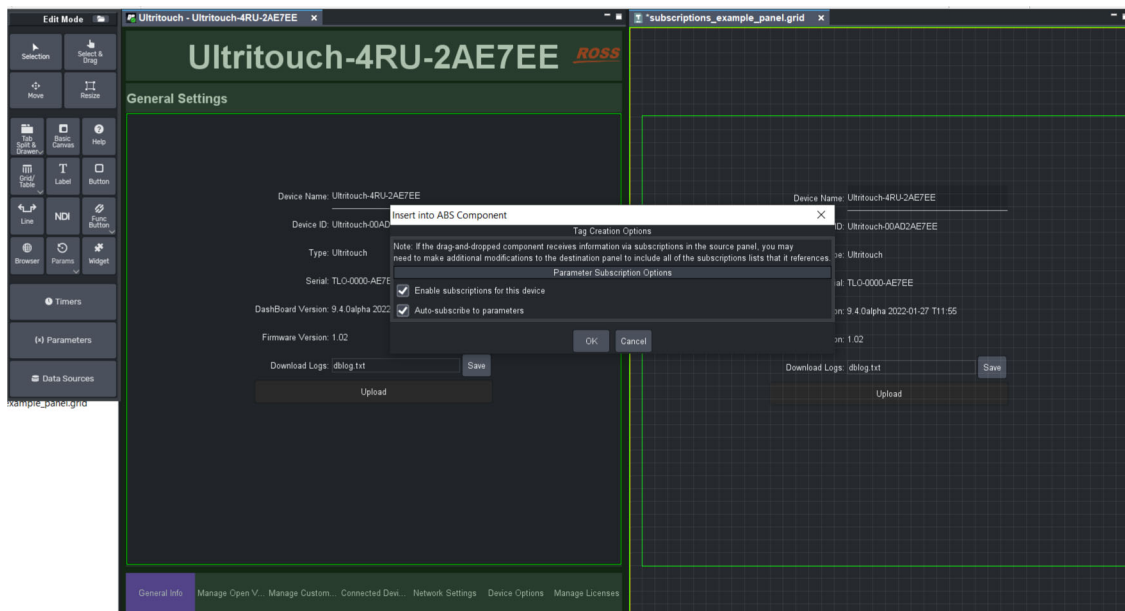 Edit Mode
Selection
Select & Drag
Move
Resize
Tab Split & Drawer
Basic Canvas
Help
Grid/ Table
Label
Button
Line
NDI
Func Button
Browser
Params
Widget
Timers
(x) Parameters
Data Sources
example_panel.grid
Ultritouch - Ultritouch-4RU-2AE7EE
Ultritouch-4RU-2AE7EE
ROSS
General Settings
Device Name: Ultritouch-4RU-2AE7EE
Device ID: Ultritouch-00AD
Type: Ultritouch
Serial: TLO-0000-AE7E
DashBoard Version: 9.4.0alpha 2022
Firmware Version: 1.02
Download Logs: dblog.txt Save
Upload
General Info Manage Open V... Manage Custom... Connected Devi... Network Settings Device Options Manage Licenses
Insert into ABS Component
Tag Creation Options
Note: If the drag-and-dropped component receives information via subscriptions in the source panel, you may
need to make additional modifications to the destination panel to include all of the subscriptions lists that it references.
Parameter Subscription Options
Enable subscriptions for this device
Auto-subscribe to parameters
OK Cancel
*subscriptions_example_panel.grid
Device Name: Ultritouch-4RU-2AE7EE
ID: Ultritouch-00AD2AE7EE
pe: Ultritouch
ial: TLO-0000-AE7EE
on: 9.4.0alpha 2022-01-27 T11:55
on: 1.02
Download Logs: dblog.txt Save
Upload